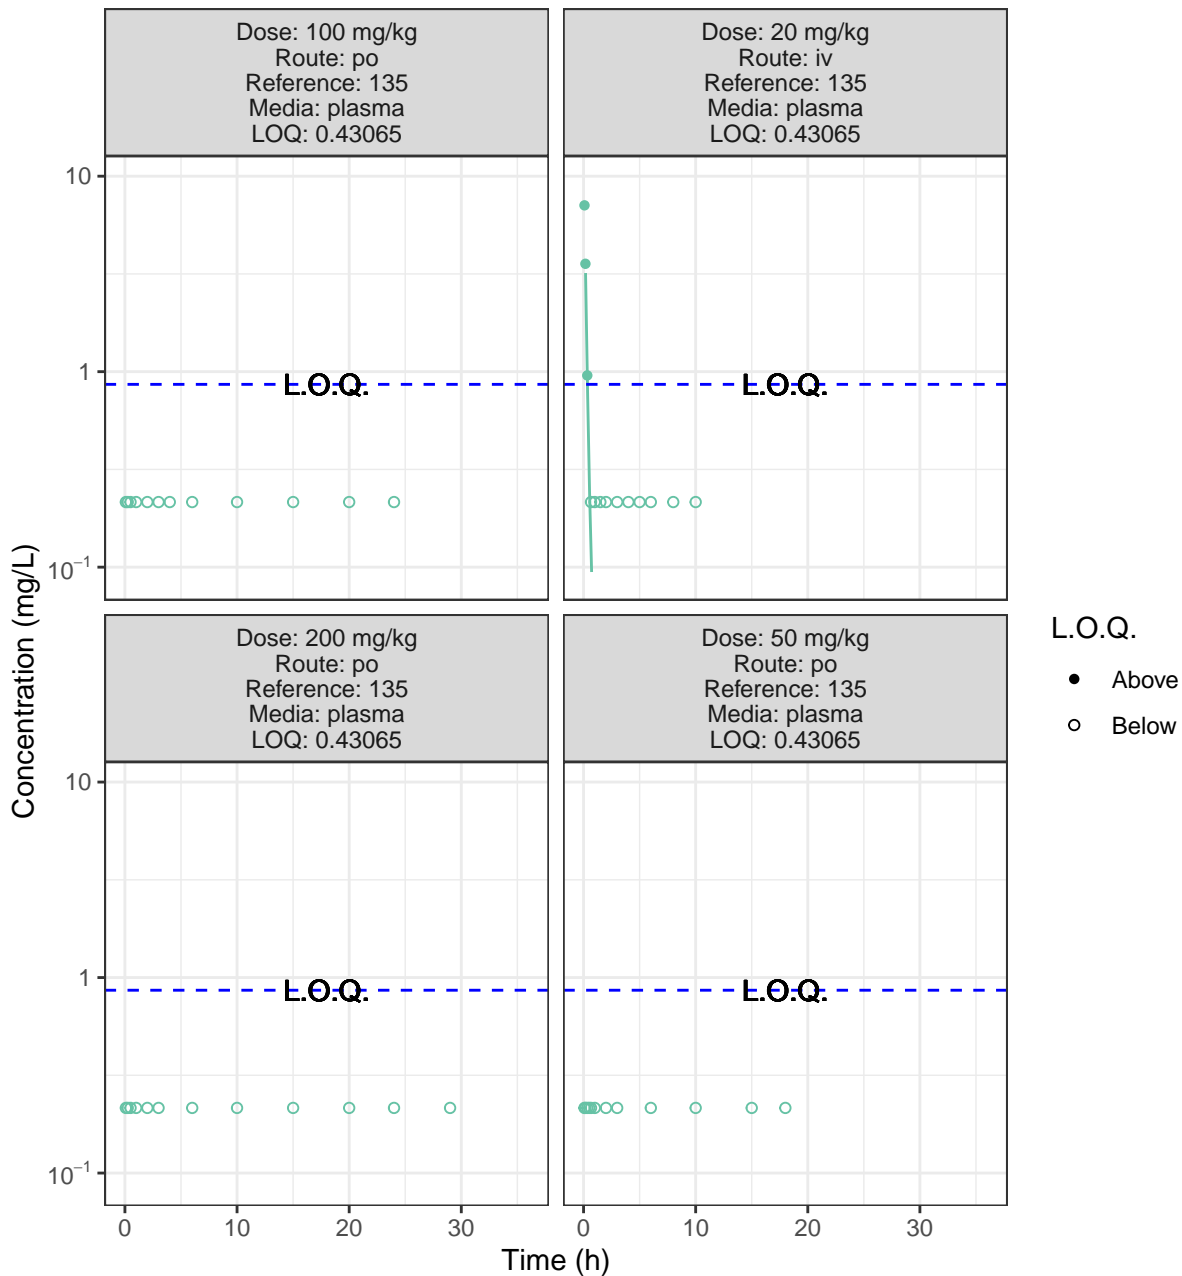 Dose: 100 mg/kg
Route: po
Reference: 135
Media: plasma
LOQ: 0.43065
Dose: 20 mg/kg
Route: iv
Reference: 135
Media: plasma
LOQ: 0.43065
10
1
10⁻¹
L.O.Q.
L.O.Q.
Dose: 200 mg/kg
Route: po
Reference: 135
Media: plasma
LOQ: 0.43065
Dose: 50 mg/kg
Route: po
Reference: 135
Media: plasma
LOQ: 0.43065
10
1
10⁻¹
L.O.Q.
L.O.Q.
0 10 20 30
0 10 20 30
Time (h)
Concentration (mg/L)
L.O.Q.
Above
Below